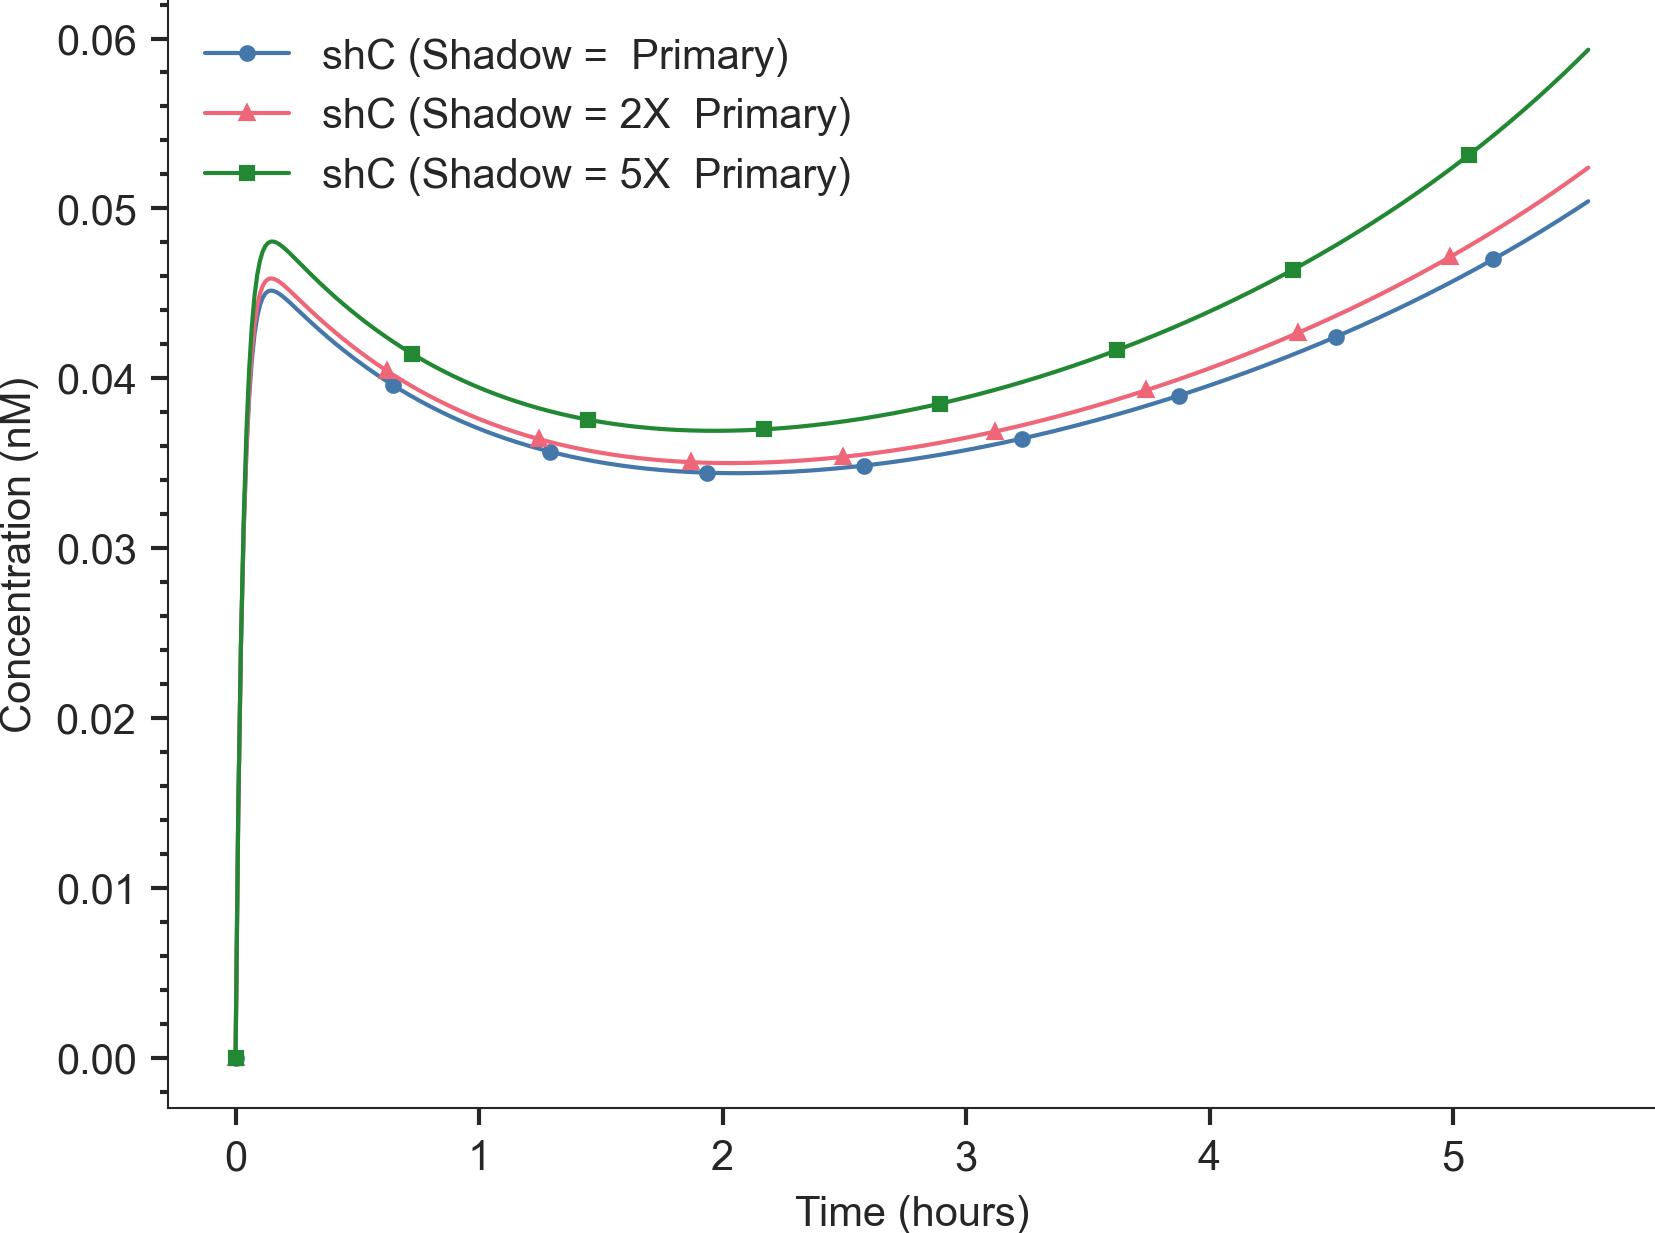 shC (Shadow =  Primary)
shC (Shadow = 2X  Primary)
shC (Shadow = 5X  Primary)
Concentration (nM)
0.06
0.05
0.04
0.03
0.02
0.01
0.00
0 1 2 3 4 5
Time (hours)